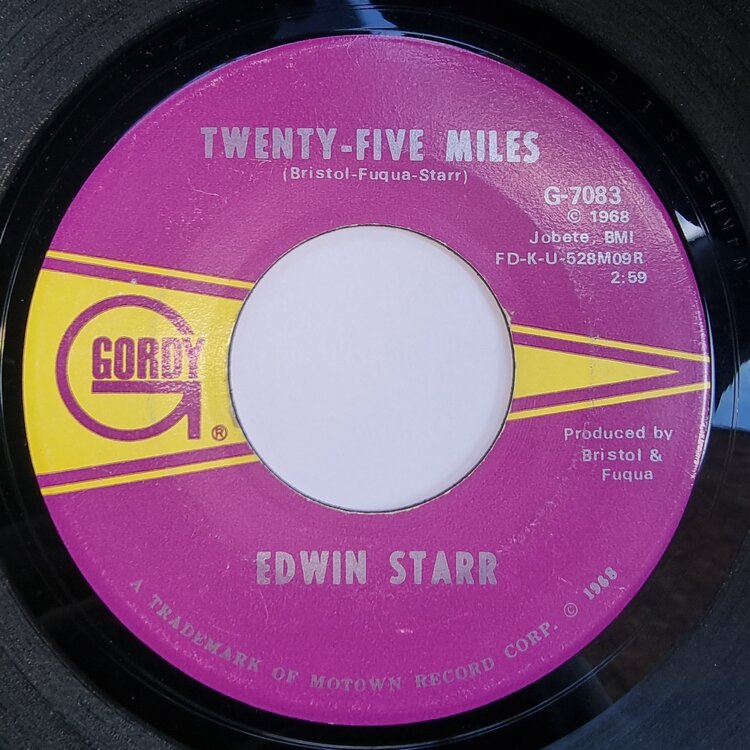 TWENTY-FIVE MILES
(Bristol-Fuqua-Starr)
G-7083
© 1968
Jobete, BMI
FD-K-U-528M09R
2:59
GORDY
®
Produced by
Bristol &
Fuqua
EDWIN STARR
A TRADEMARK OF MOTOWN RECORD CORP. © 1968